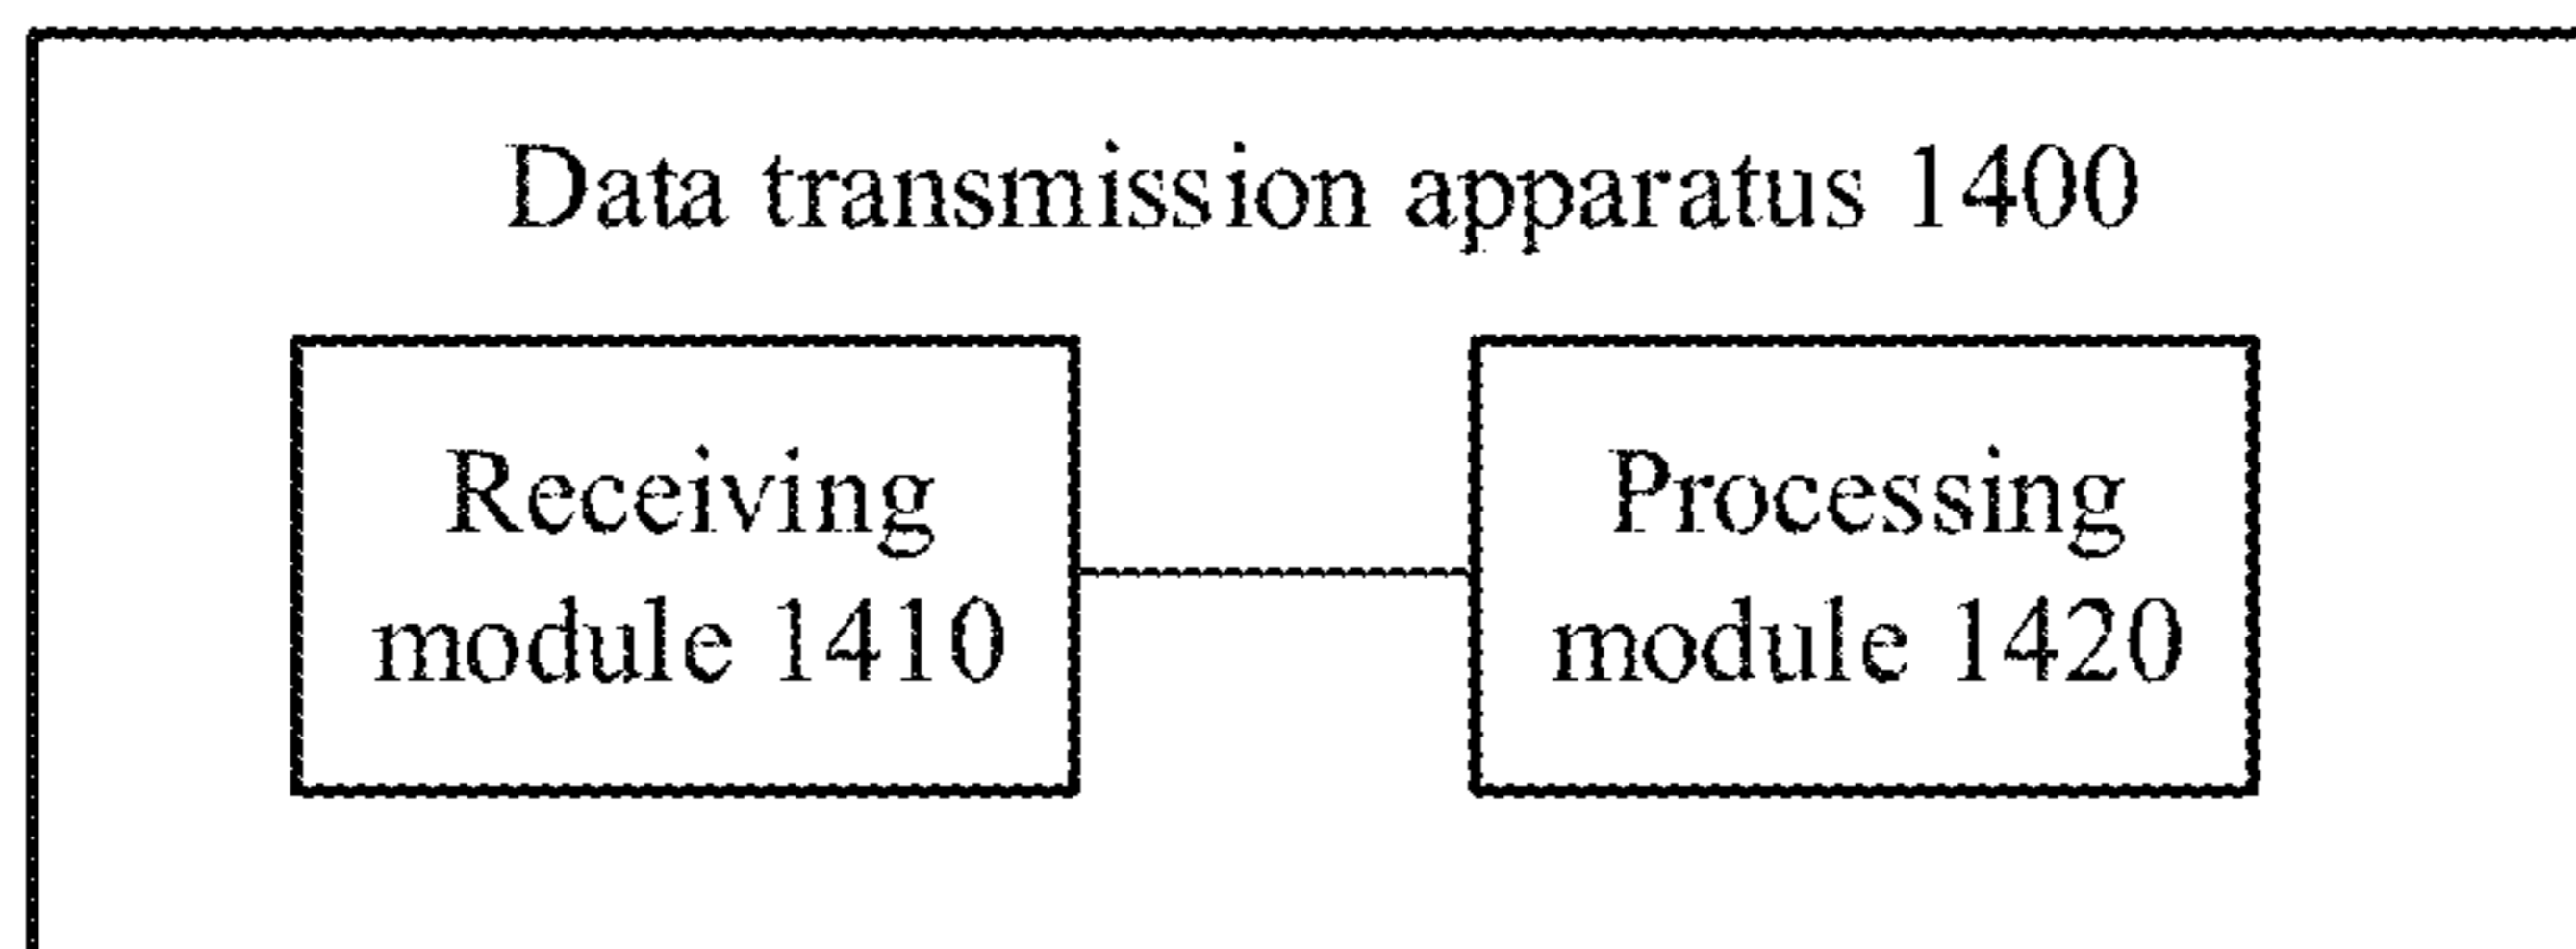 Data transmission apparatus 1400
Receiving
module 1410
Processing
module 1420